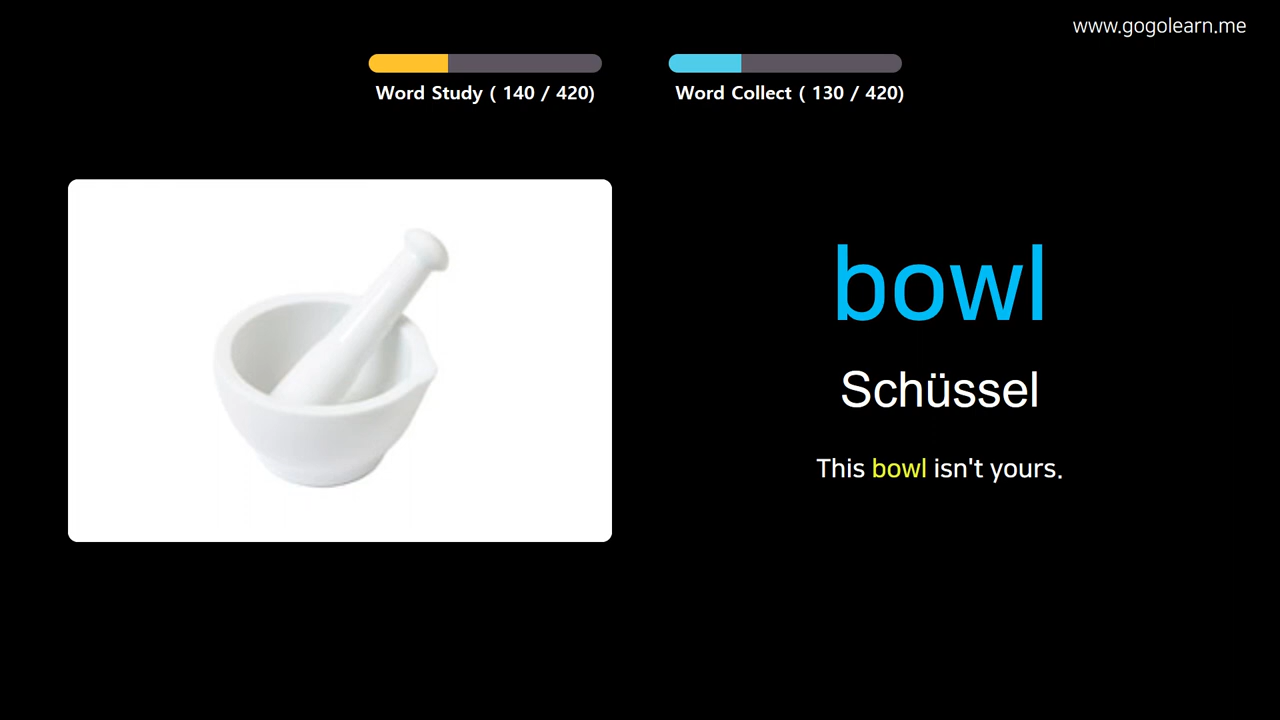 www.gogolearn.me
Word Study ( 140 / 420)
Word Collect ( 130 / 420)
bowl
Schüssel
This bowl isn't yours.